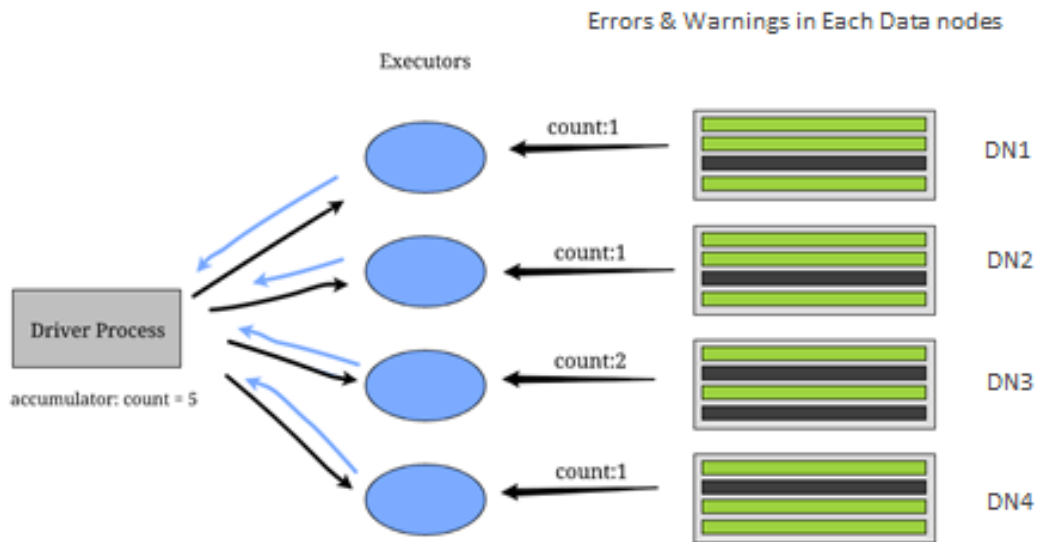 Errors & Warnings in Each Data nodes
Executors
count:1
DN1
count:1
DN2
Driver Process
count:2
DN3
accumulator: count = 5
count:1
DN4